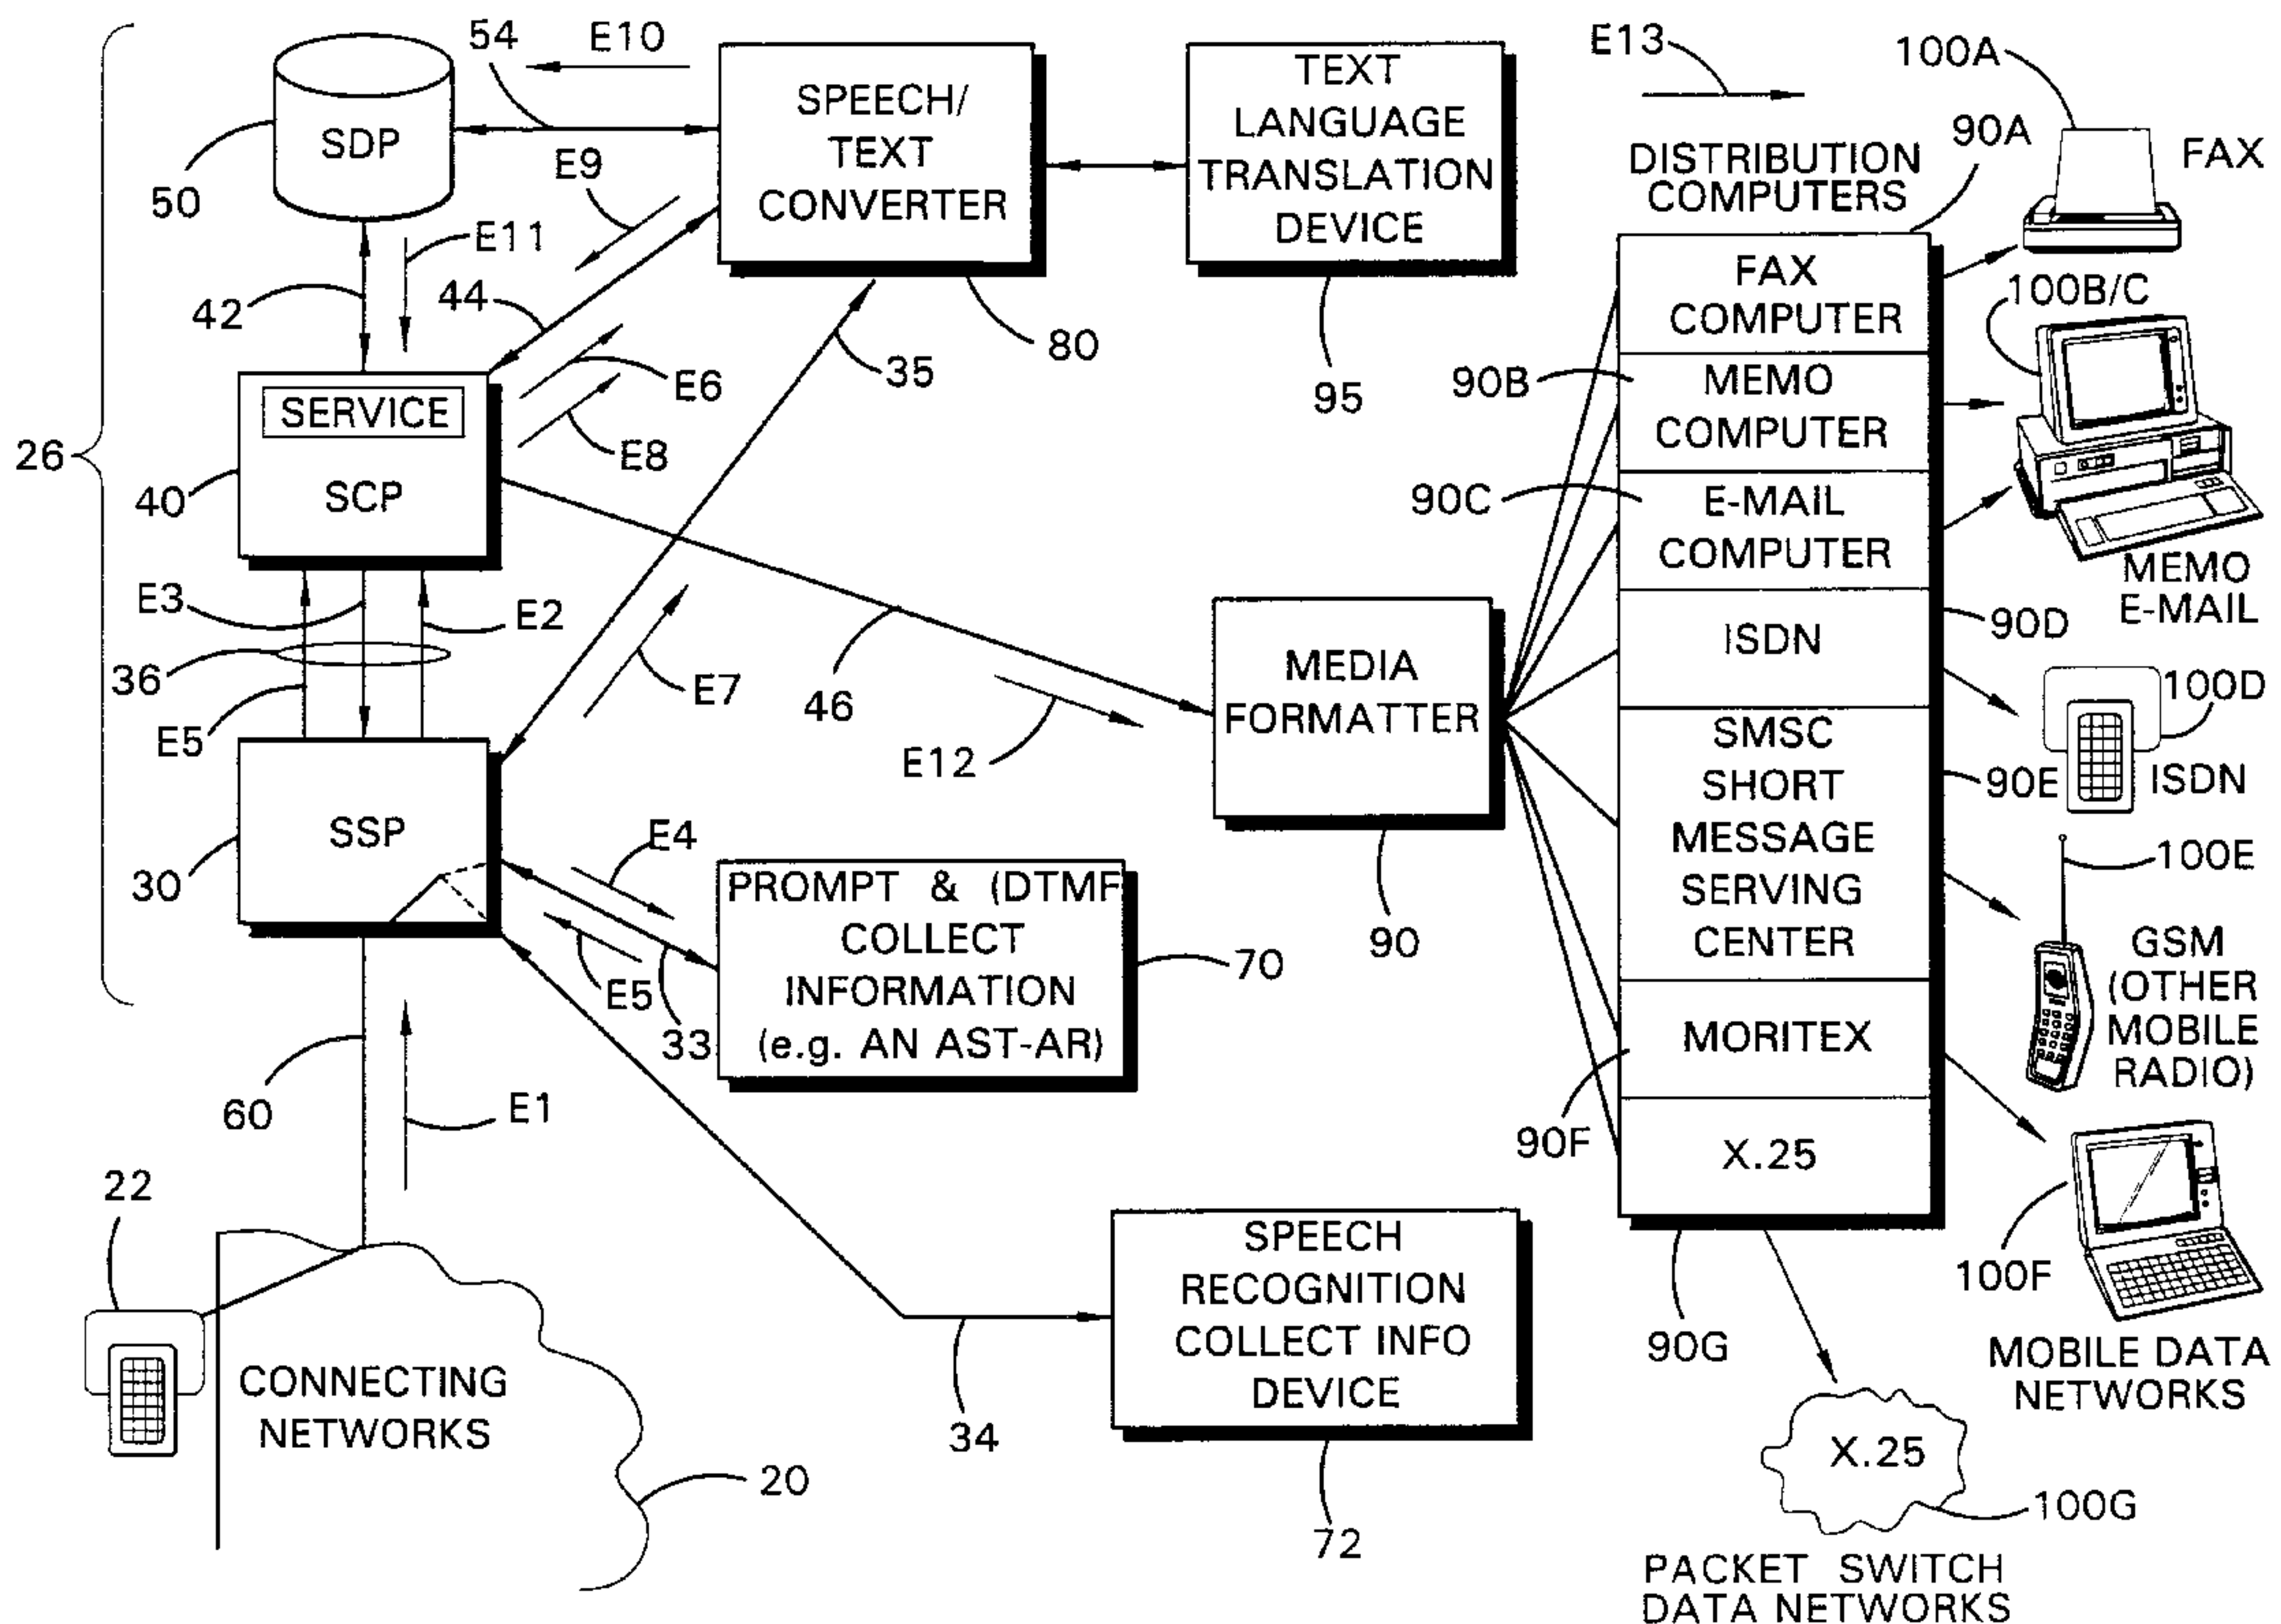 26
50
SDP
54
E10
SPEECH/
TEXT
CONVERTER
80
TEXT
LANGUAGE
TRANSLATION
DEVICE
95
E13
DISTRIBUTION
COMPUTERS
90A
100A
FAX
E9
E11
42
44
E6
E8
35
SERVICE
SCP
40
E3
E2
36
E5
E7
46
E12
SSP
30
E4
E5
33
PROMPT & (DTMF
COLLECT
INFORMATION
(e.g. AN AST-AR)
70
MEDIA
FORMATTER
90
FAX
COMPUTER
90B
MEMO
COMPUTER
90C
E-MAIL
COMPUTER
ISDN
90D
SMSC
SHORT
MESSAGE
SERVING
CENTER
90E
MORITEX
90F
X.25
90G
100B/C
MEMO
E-MAIL
100D
ISDN
100E
GSM
(OTHER
MOBILE
RADIO)
100F
MOBILE DATA
NETWORKS
X.25
100G
PACKET SWITCH
DATA NETWORKS
60
E1
22
CONNECTING
NETWORKS
20
34
SPEECH
RECOGNITION
COLLECT INFO
DEVICE
72